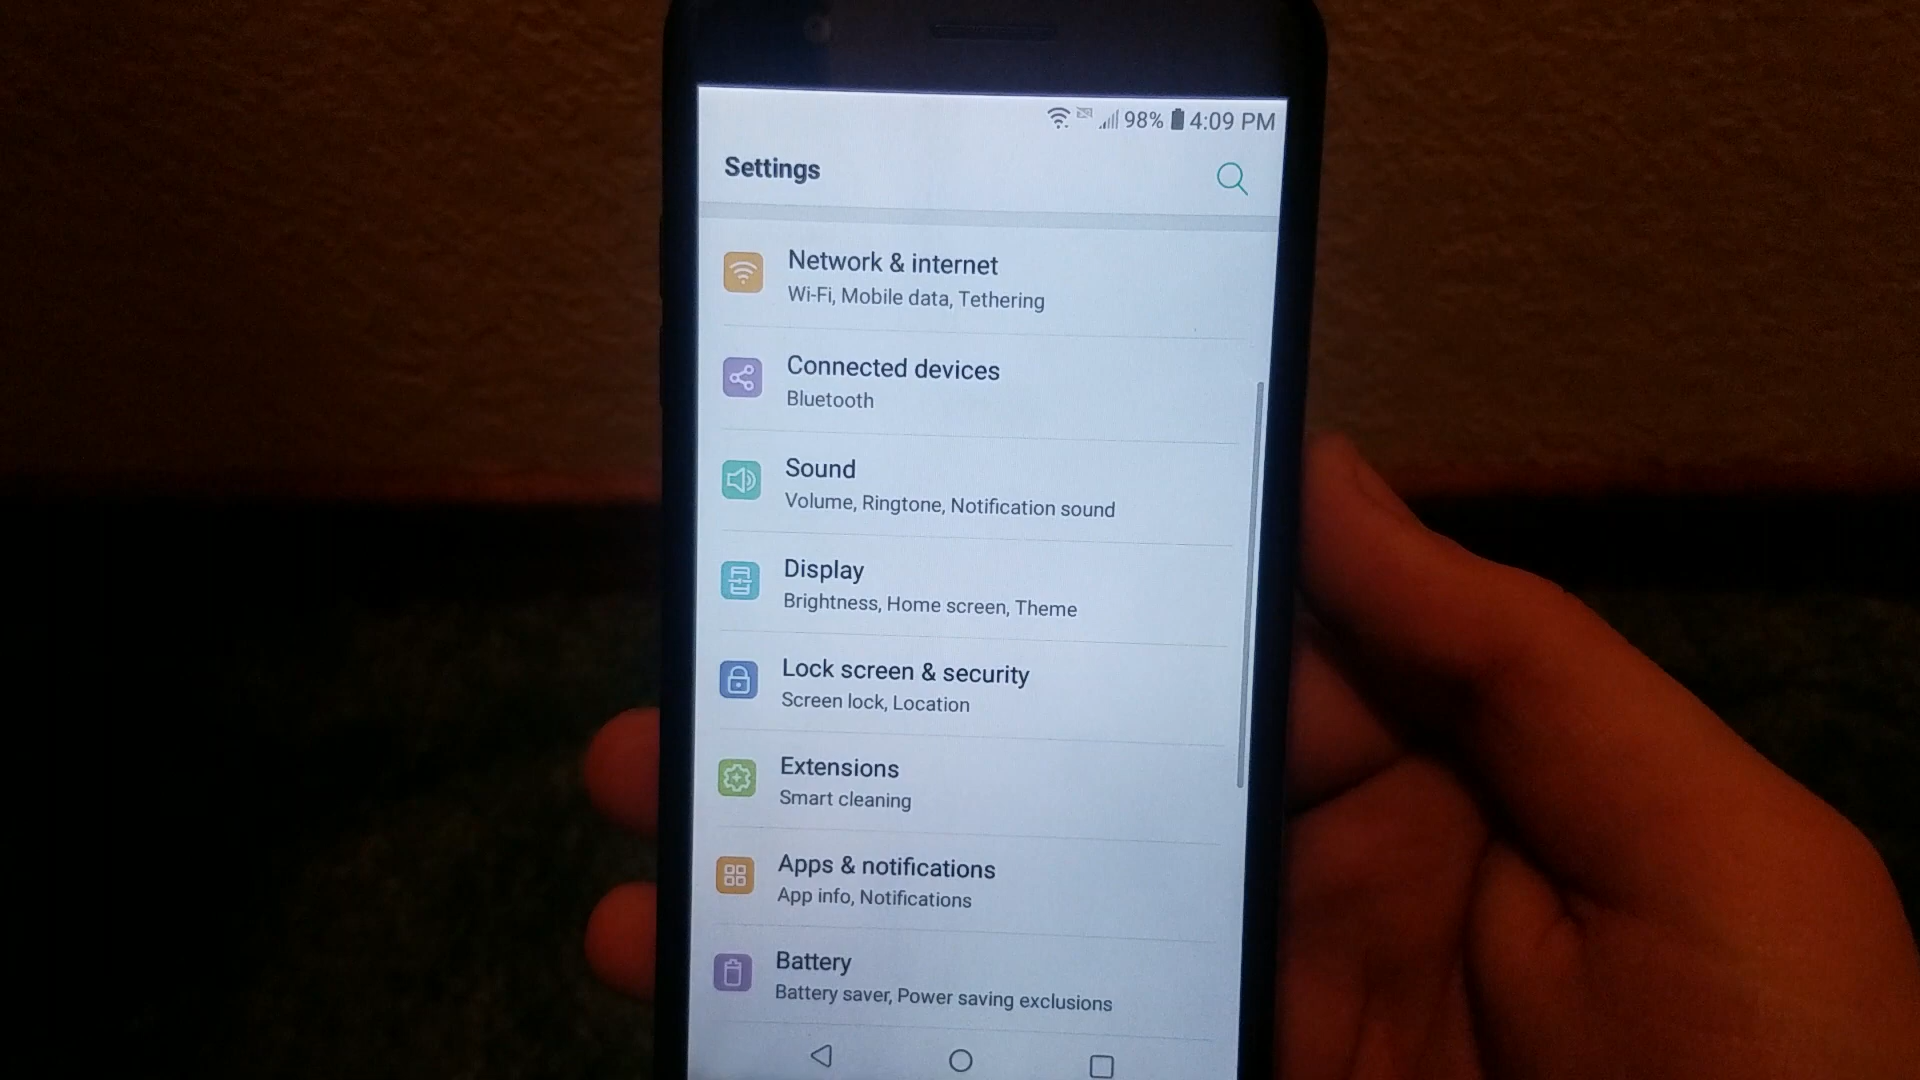 98% 4:09 PM
Settings
Network & internet
Wi-Fi, Mobile data, Tethering
Connected devices
Bluetooth
Sound
Volume, Ringtone, Notification sound
Display
Brightness, Home screen, Theme
Lock screen & security
Screen lock, Location
Extensions
Smart cleaning
Apps & notifications
App info, Notifications
Battery
Battery saver, Power saving exclusions